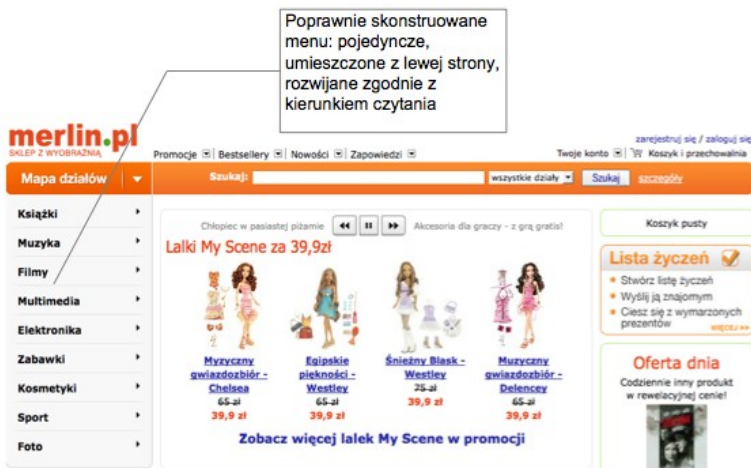 Poprawnie skonstruowane
menu: pojedyncze,
umieszczone z lewej strony,
rozwijane zgodnie z
kierunkiem czytania
merlin.pl
SKLEP Z WYOBRAŹNIĄ
zarejestruj się / zaloguj się
Promocje Bestsellery Nowości Zapowiedzi
Twoje konto Koszyk i przechowalnia
Mapa działów
Szukaj: wszystkie działy Szukaj szczegóły
Książki
Muzyka
Filmy
Multimedia
Elektronika
Zabawki
Kosmetyki
Sport
Foto
Chłopiec w pasiastej piżamie
Akcesoria dla graczy - z grą gratis!
Lalki My Scene za 39,9zł
Myzyczny
gwiazdozbiór -
Chelsea
65 zł
39,9 zł
Egipskie
piękności -
Westley
65 zł
39,9 zł
Śnieżny Blask -
Westley
75 zł
39,9 zł
Muzyczny
gwiazdozbiór -
Delencey
65 zł
39,9 zł
Zobacz więcej lalek My Scene w promocji
Koszyk pusty
Lista życzeń
Stwórz listę życzeń
Wyślij ją znajomym
Ciesz się z wymarzonych
prezentów
więcej »»
Oferta dnia
Codziennie inny produkt
w rewelacyjnej cenie!